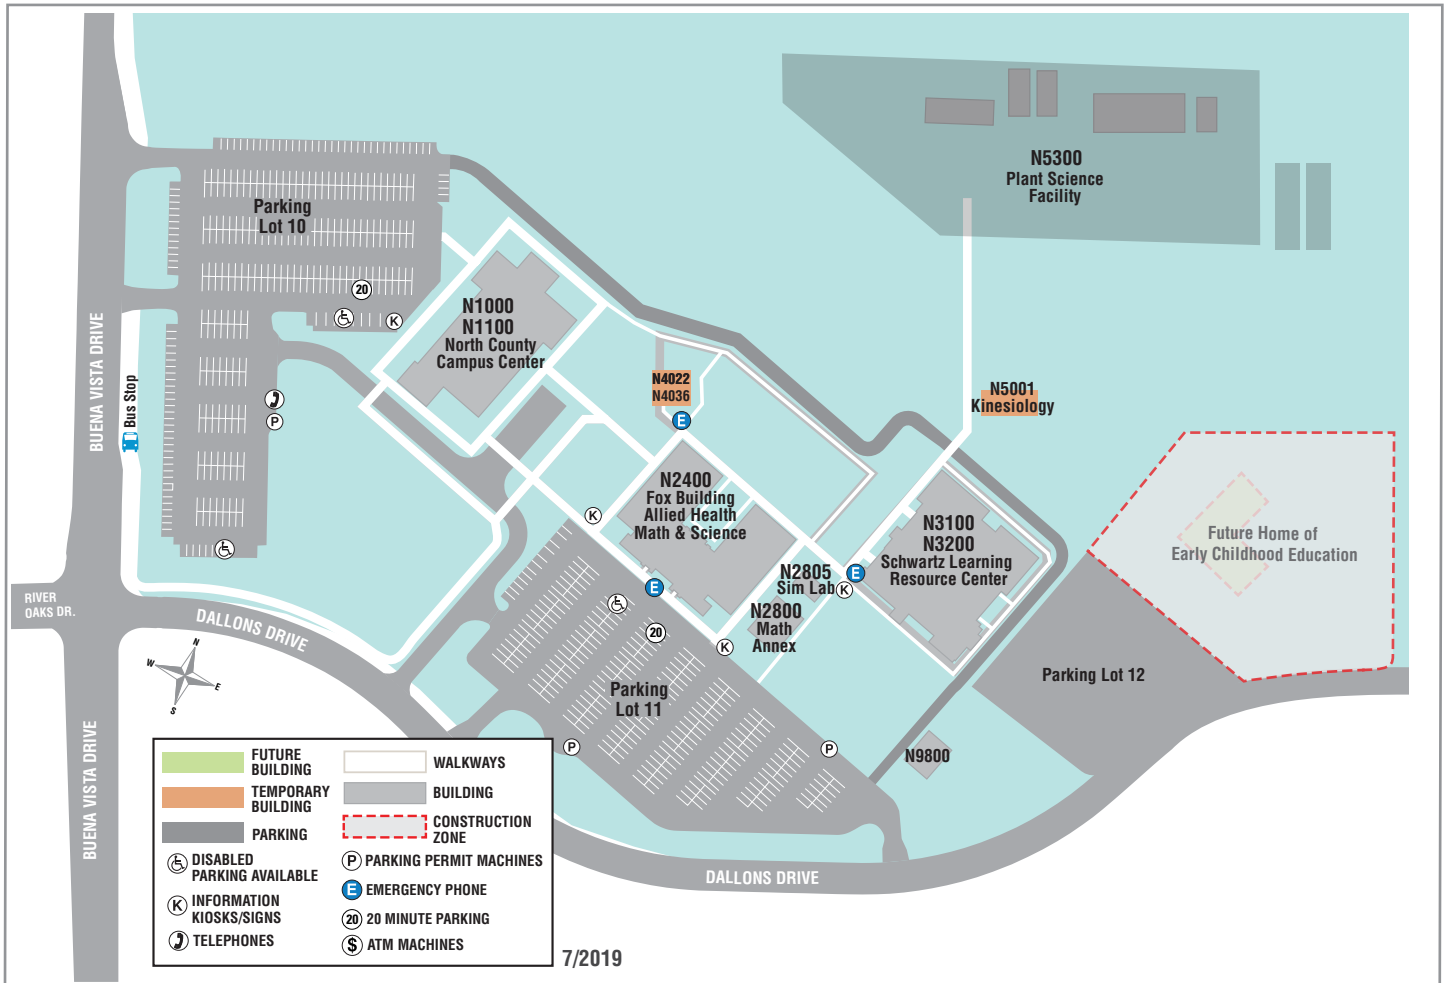 N5300
Plant Science
Facility
Parking
Lot 10
20
K
N1000
N1100
North County
Campus Center
BUENA VISTA DRIVE
Bus Stop
P
N4022
N4036
E
N5001
Kinesiology
N2400
Fox Building
Allied Health
Math & Science
K
N3100
N3200
Schwartz Learning
Resource Center
Future Home of
Early Childhood Education
N2805
Sim Lab
E
K
E
N2800
Math
Annex
20
K
RIVER
OAKS DR.
DALLONS DRIVE
N
W
E
S
Parking
Lot 11
Parking Lot 12
P
P
N9800
BUENA VISTA DRIVE
DALLONS DRIVE
FUTURE
BUILDING
TEMPORARY
BUILDING
PARKING
DISABLED
PARKING AVAILABLE
K INFORMATION
KIOSKS/SIGNS
TELEPHONES
WALKWAYS
BUILDING
CONSTRUCTION
ZONE
P PARKING PERMIT MACHINES
E EMERGENCY PHONE
20 20 MINUTE PARKING
$ ATM MACHINES
7/2019